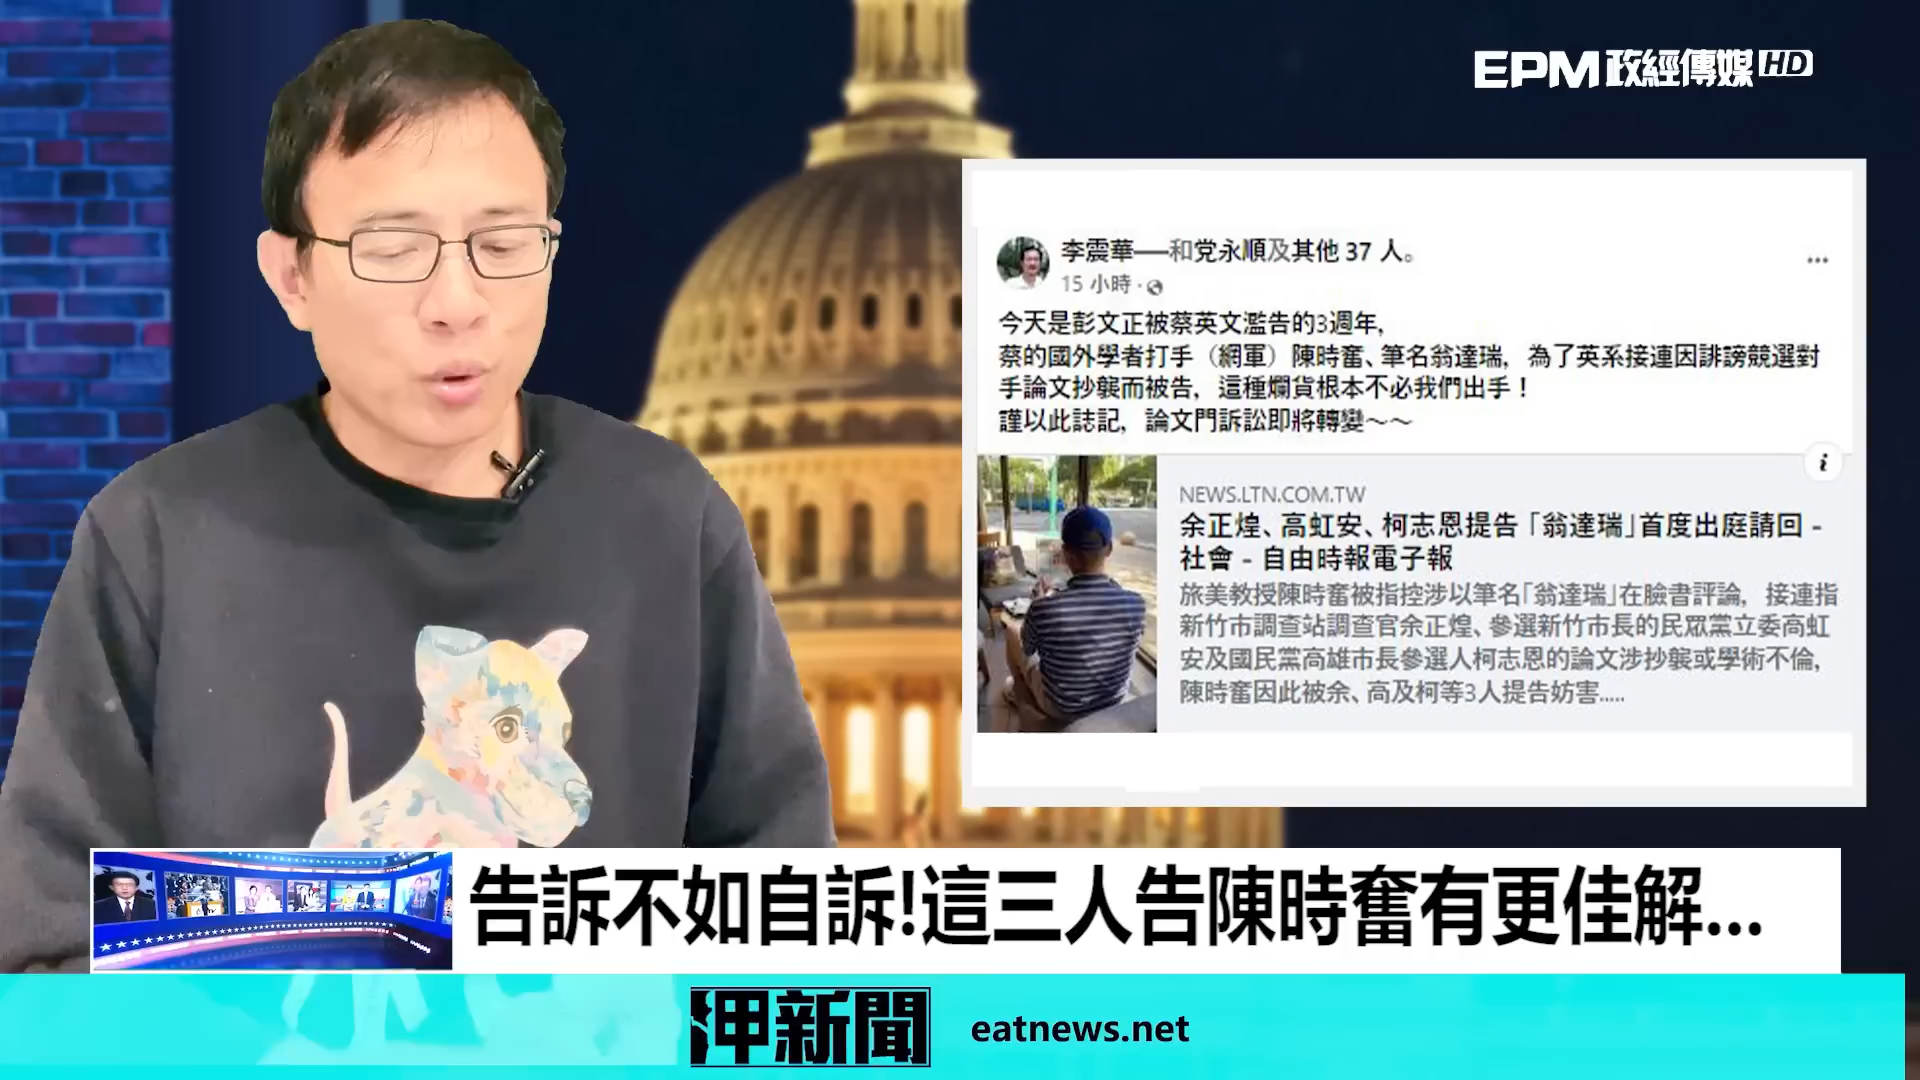 EPM政經傳媒HD
李震華──和党永順及其他 37 人。
15 小時
今天是彭文正被蔡英文濫告的3週年,
蔡的國外學者打手（網軍）陳時奮、筆名翁達瑞，為了英系接連因誹謗競選對
手論文抄襲而被告，這種爛貨根本不必我們出手！
謹以此誌記，論文門訴訟即將轉變～～
NEWS.LTN.COM.TW
余正煌、高虹安、柯志恩提告「翁達瑞」首度出庭請回 -
社會 - 自由時報電子報
旅美教授陳時奮被指控涉以筆名「翁達瑞」在臉書評論，接連指
新竹市調查站調查官余正煌、參選新竹市長的民眾黨立委高虹
安及國民黨高雄市長參選人柯志恩的論文涉抄襲或學術不倫，
陳時奮因此被余、高及柯等3人提告妨害.....
告訴不如自訴!這三人告陳時奮有更佳解...
押新聞
eatnews.net